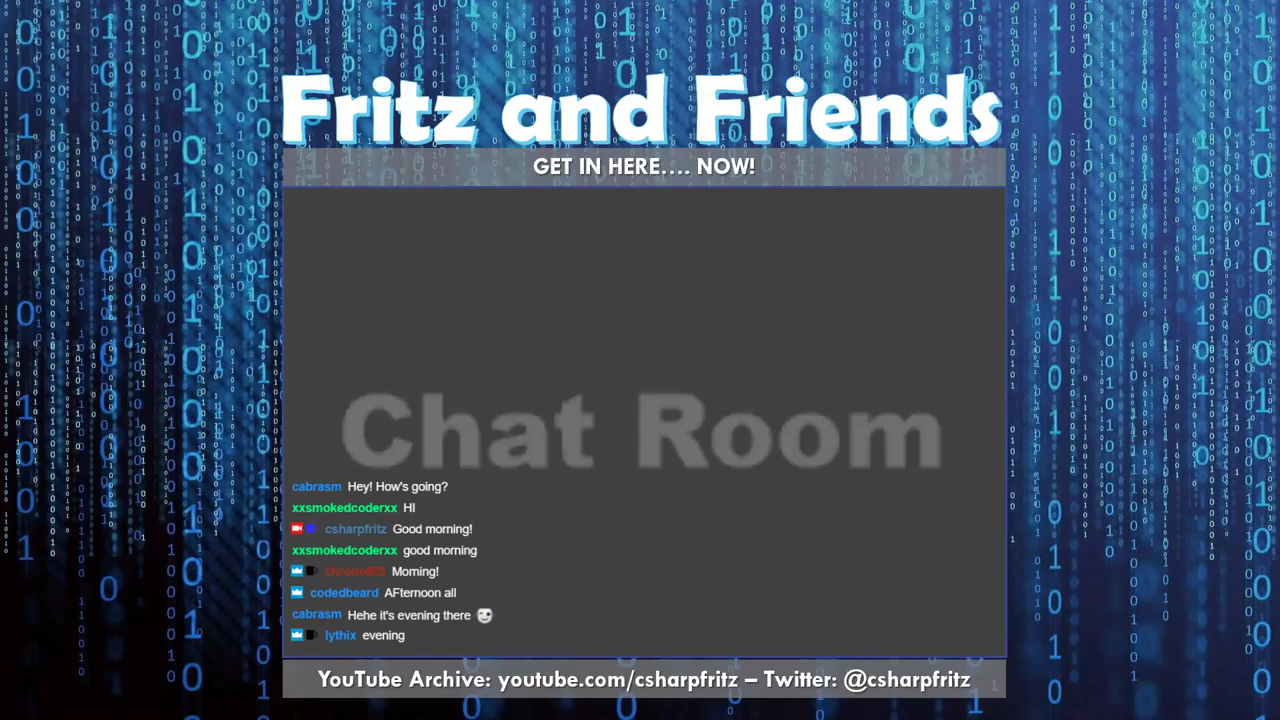 Fritz and Friends
GET IN HERE.... NOW!
Chat Room
cabrasm Hey! How's going?
xxsmokedcoderxx HI
csharpfritz Good morning!
xxsmokedcoderxx good morning
chrono803 Morning!
codedbeard AFternoon all
cabrasm Hehe it's evening there
lythix evening
YouTube Archive: youtube.com/csharpfritz – Twitter: @csharpfritz